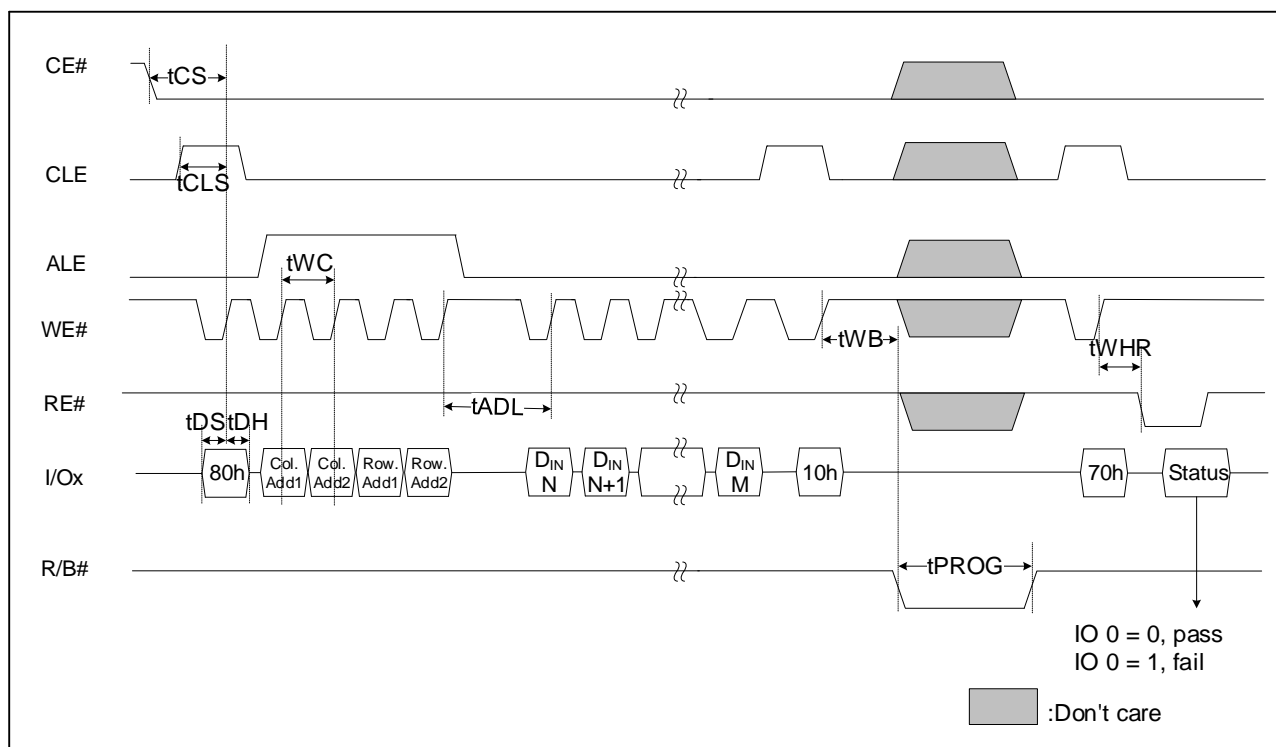 CE#
tCS
CLE
tCLS
ALE
tWC
WE#
tWB
tWHR
RE#
tADL
tDS tDH
I/Ox
80h
Col. Add1
Col. Add2
Row. Add1
Row. Add2
DIN N
DIN N+1
DIN M
10h
70h
Status
R/B#
tPROG
IO 0 = 0, pass
IO 0 = 1, fail
:Don't care